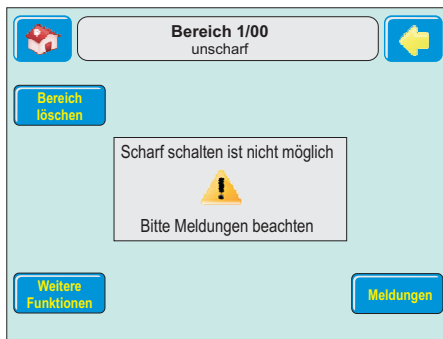 Bereich 1/00
unscharf
Bereich
löschen
Scharf schalten ist nicht möglich
Bitte Meldungen beachten
Weitere
Funktionen
Meldungen